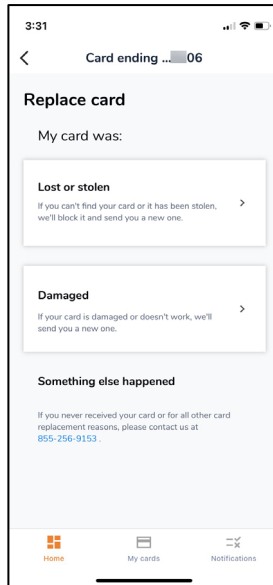 3:31
Card ending ... 06
Replace card
My card was:
Lost or stolen
If you can't find your card or it has been stolen,
we'll block it and send you a new one.
Damaged
If your card is damaged or doesn't work, we'll
send you a new one.
Something else happened
If you never received your card or for all other card
replacement reasons, please contact us at
855-256-9153 .
Home
My cards
Notifications